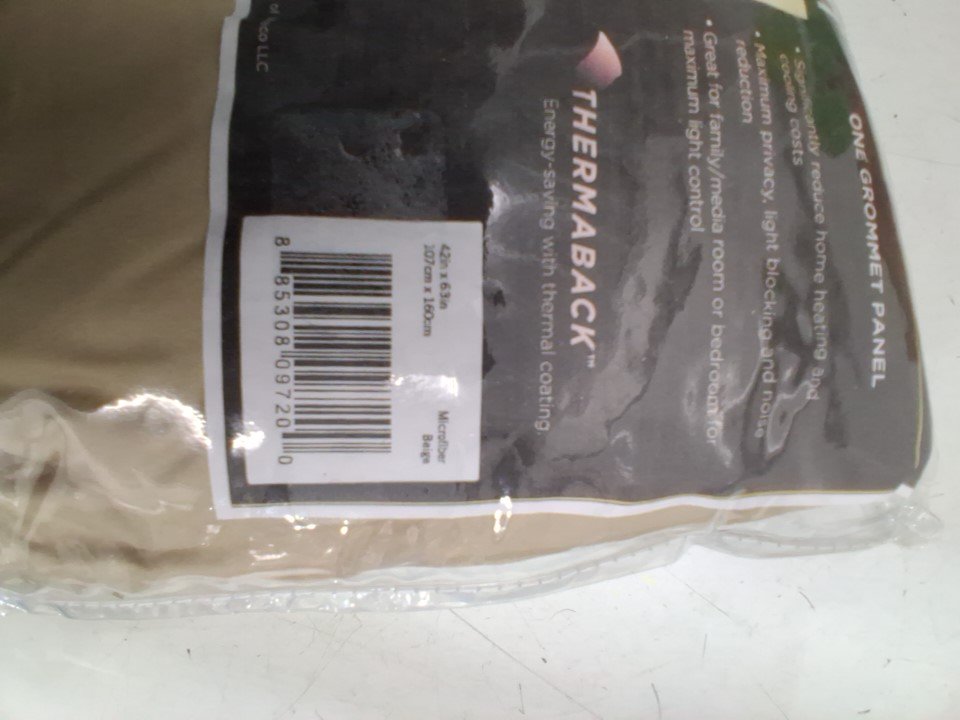 ONE GROMMET PANEL
• Significantly reduce home heating and
cooling costs
• Maximum privacy, light blocking and noise
reduction
• Great for family/media room or bedroom for
maximum light control
THERMABACK™
Energy-saving with thermal coating.
42in x 63in Microfiber
107cm x 160cm Beige
8 85308 09720 0
of
LLC